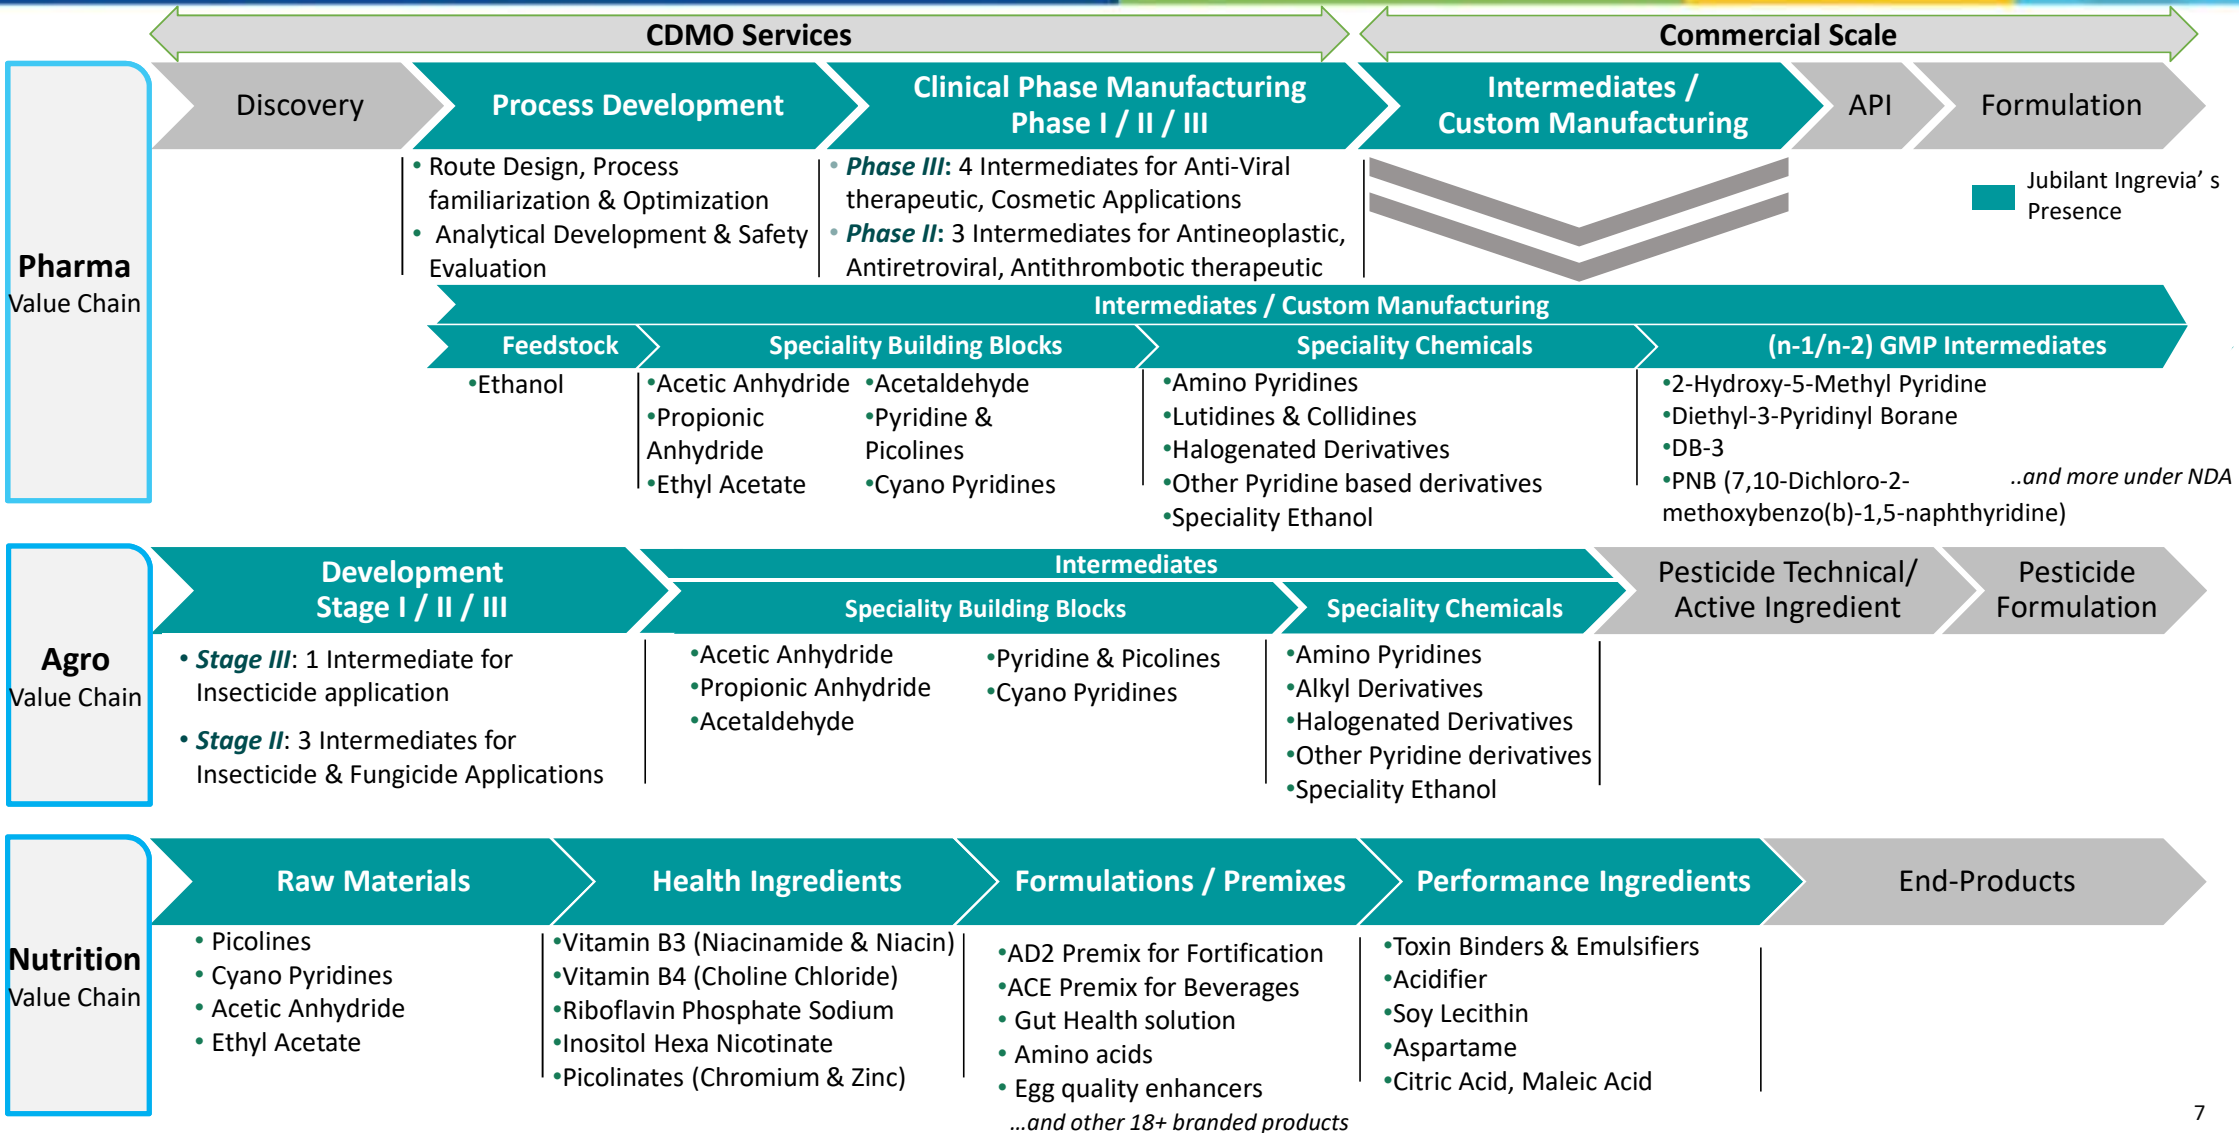 CDMO Services
Commercial Scale
Pharma
Value Chain
Discovery
Process Development
Clinical Phase Manufacturing
Phase I / II / III
Intermediates /
Custom Manufacturing
API
Formulation
• Route Design, Process
familiarization & Optimization
• Analytical Development & Safety
Evaluation
• Phase III: 4 Intermediates for Anti-Viral
therapeutic, Cosmetic Applications
• Phase II: 3 Intermediates for Antineoplastic,
Antiretroviral, Antithrombotic therapeutic
Jubilant Ingrevia’ s
Presence
Intermediates / Custom Manufacturing
Feedstock
Speciality Building Blocks
Speciality Chemicals
(n-1/n-2) GMP Intermediates
•Ethanol
•Acetic Anhydride
•Propionic
Anhydride
•Ethyl Acetate
•Acetaldehyde
•Pyridine &
Picolines
•Cyano Pyridines
•Amino Pyridines
•Lutidines & Collidines
•Halogenated Derivatives
•Other Pyridine based derivatives
•Speciality Ethanol
•2-Hydroxy-5-Methyl Pyridine
•Diethyl-3-Pyridinyl Borane
•DB-3
•PNB (7,10-Dichloro-2-
methoxybenzo(b)-1,5-naphthyridine)
..and more under NDA
Agro
Value Chain
Development
Stage I / II / III
Intermediates
Speciality Building Blocks
Speciality Chemicals
Pesticide Technical/
Active Ingredient
Pesticide
Formulation
• Stage III: 1 Intermediate for
Insecticide application
• Stage II: 3 Intermediates for
Insecticide & Fungicide Applications
•Acetic Anhydride
•Propionic Anhydride
•Acetaldehyde
•Pyridine & Picolines
•Cyano Pyridines
•Amino Pyridines
•Alkyl Derivatives
•Halogenated Derivatives
•Other Pyridine derivatives
•Speciality Ethanol
Nutrition
Value Chain
Raw Materials
Health Ingredients
Formulations / Premixes
Performance Ingredients
End-Products
• Picolines
• Cyano Pyridines
• Acetic Anhydride
• Ethyl Acetate
•Vitamin B3 (Niacinamide & Niacin)
•Vitamin B4 (Choline Chloride)
•Riboflavin Phosphate Sodium
•Inositol Hexa Nicotinate
•Picolinates (Chromium & Zinc)
•AD2 Premix for Fortification
•ACE Premix for Beverages
• Gut Health solution
• Amino acids
• Egg quality enhancers
…and other 18+ branded products
•Toxin Binders & Emulsifiers
•Acidifier
•Soy Lecithin
•Aspartame
•Citric Acid, Maleic Acid
7